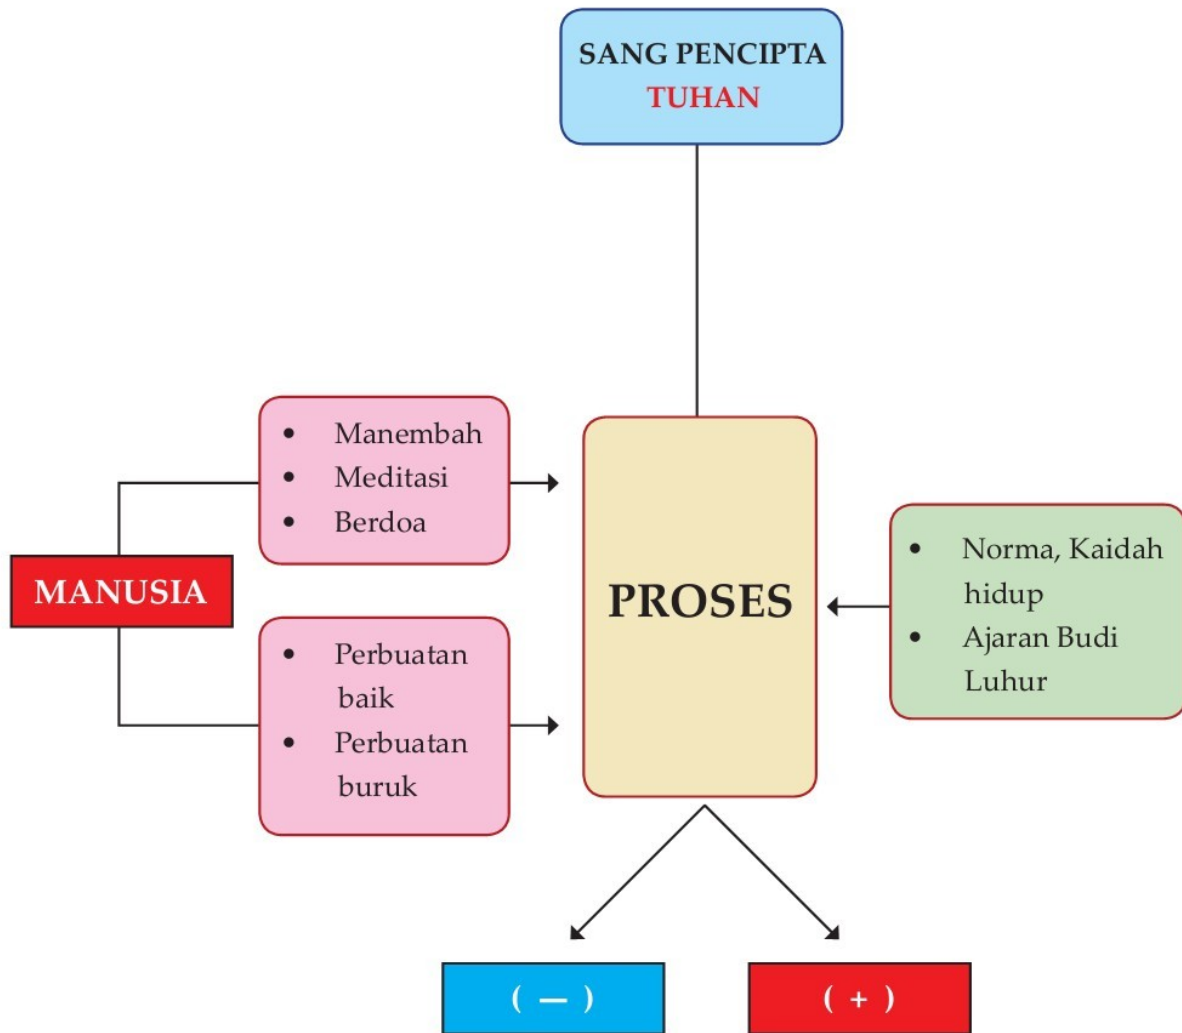 SANG PENCIPTA
TUHAN
• Manembah
• Meditasi
• Berdoa
MANUSIA
• Perbuatan
baik
• Perbuatan
buruk
PROSES
• Norma, Kaidah
hidup
• Ajaran Budi
Luhur
( — )
( + )